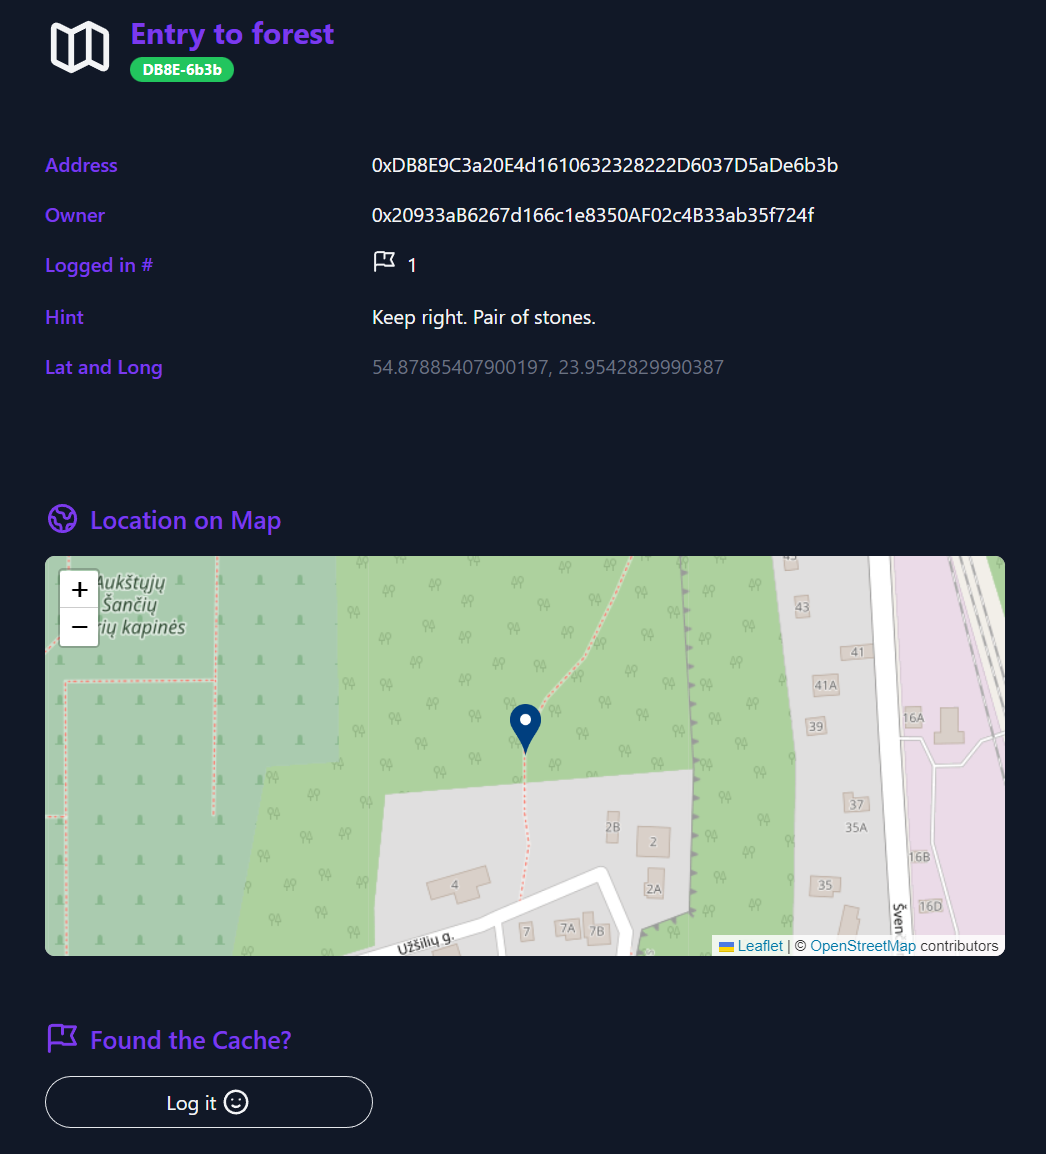 Entry to forest
DB8E-6b3b
Address 0xDB8E9C3a20E4d1610632328222D6037D5aDe6b3b
Owner 0x20933aB6267d166c1e8350AF02c4B33ab35f724f
Logged in # 1
Hint Keep right. Pair of stones.
Lat and Long 54.87885407900197, 23.9542829990387
Location on Map
+
−
Aukštųjų
Šančių
kapinės
43
41
41A
39
16A
37
35A
2B
2
16B
35
4
2A
16D
7
7A
7B
Užšilių g.
Leaflet | © OpenStreetMap contributors
Found the Cache?
Log it